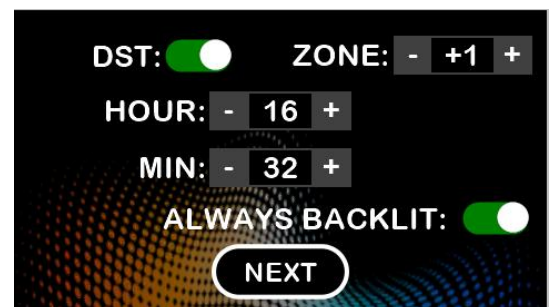 DST: ZONE: - +1 +
HOUR: - 16 +
MIN: - 32 +
ALWAYS BACKLIT:
NEXT